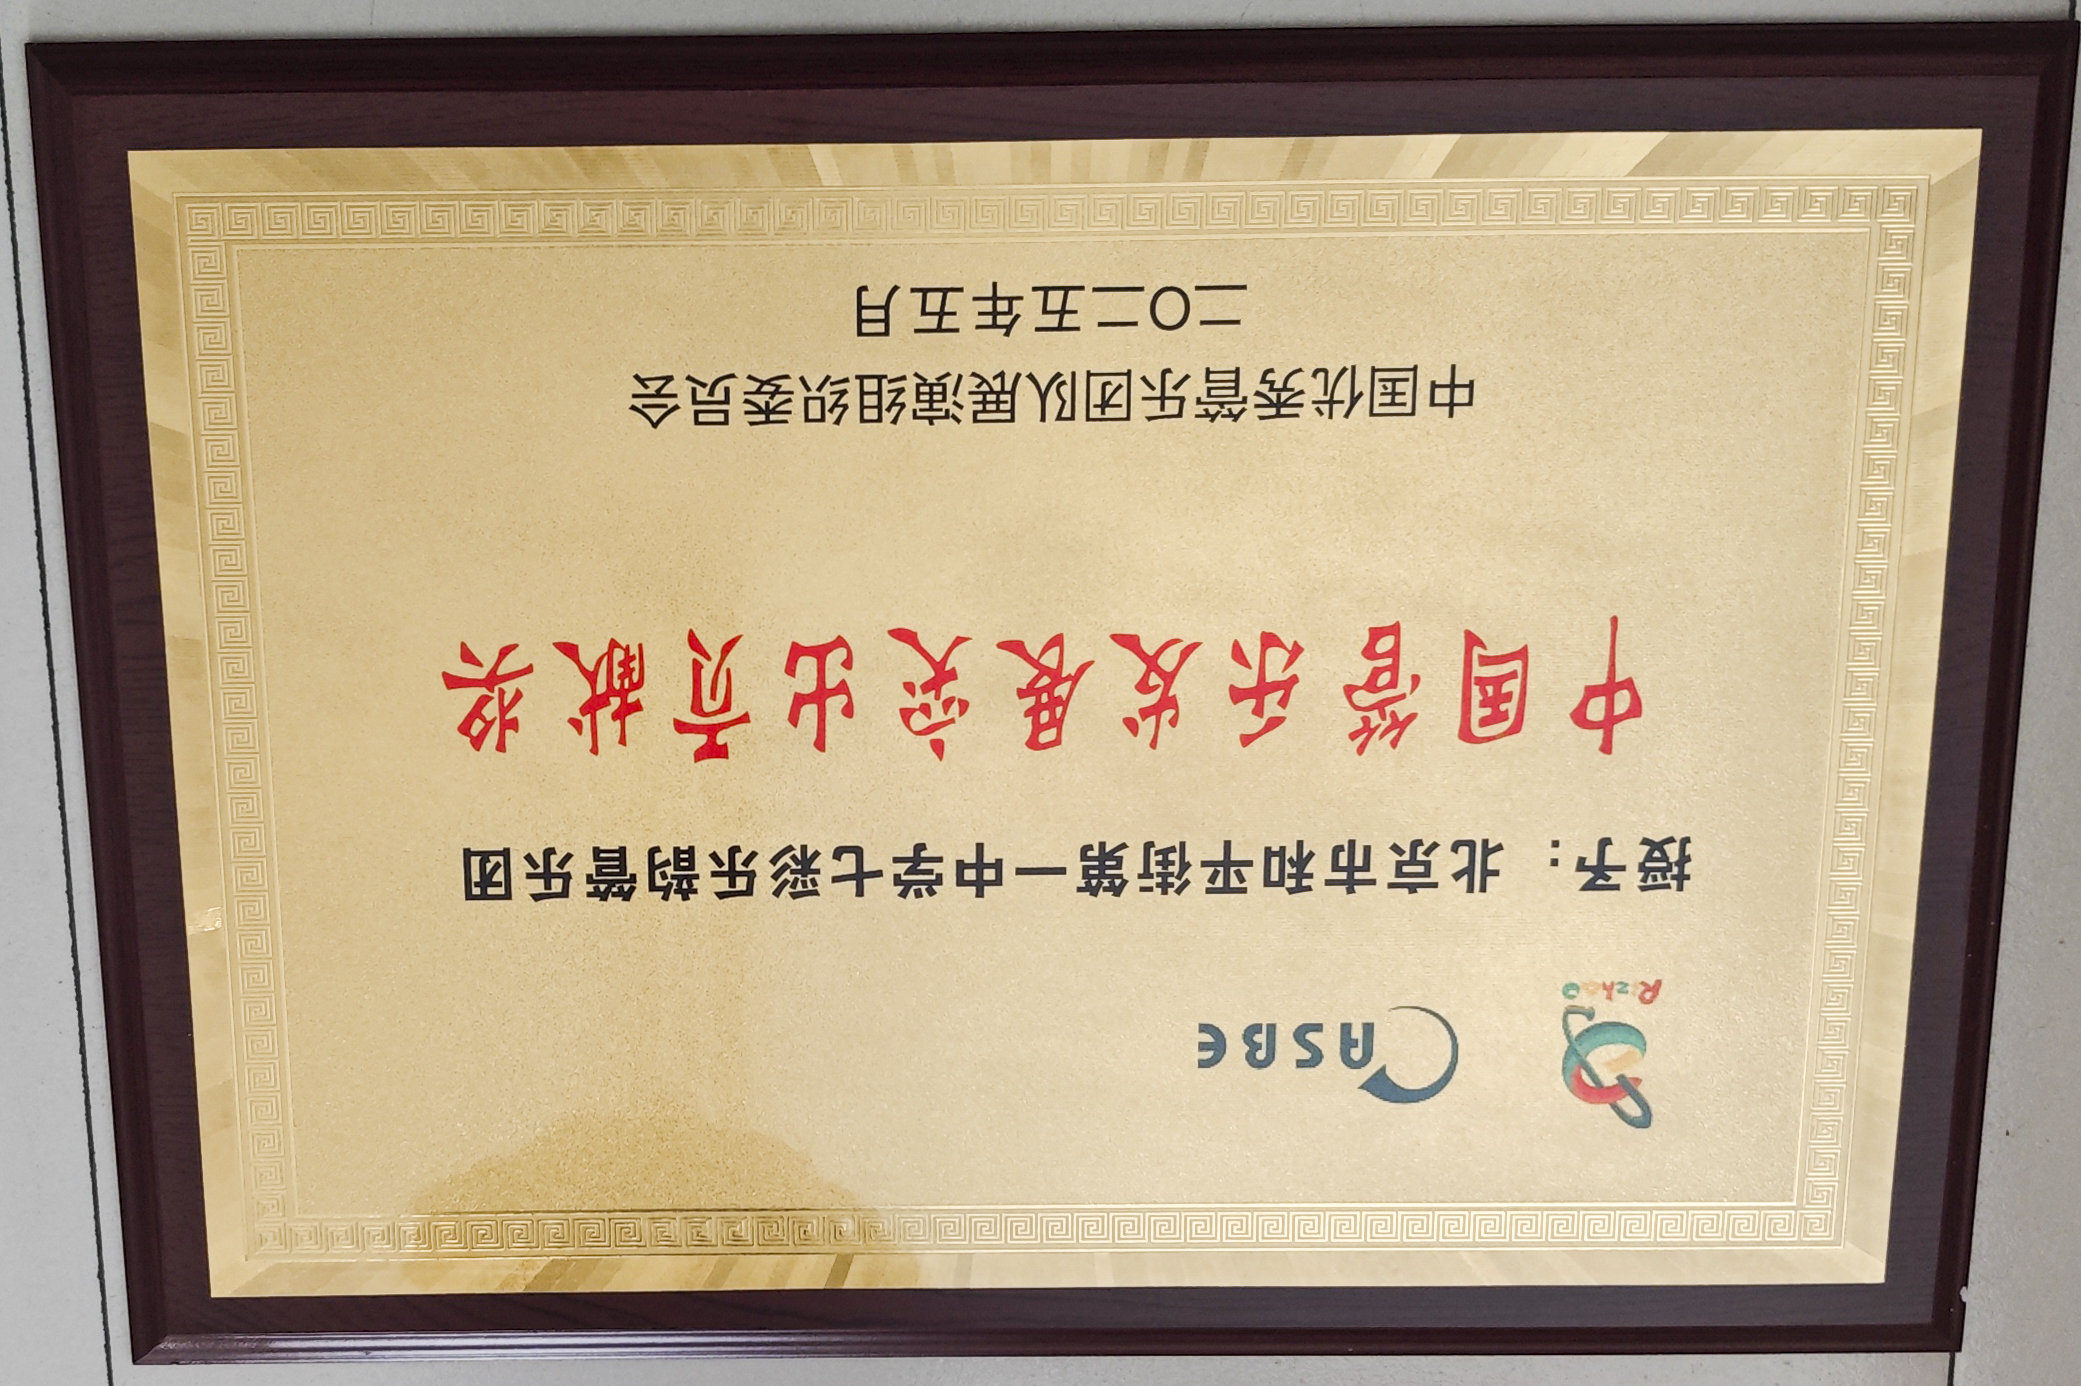 Rizhao
CASBE
授予：北京市和平街第一中学七彩乐韵管乐团
中国管乐发展突出贡献奖
中国优秀管乐团队展演组织委员会
二〇二五年五月